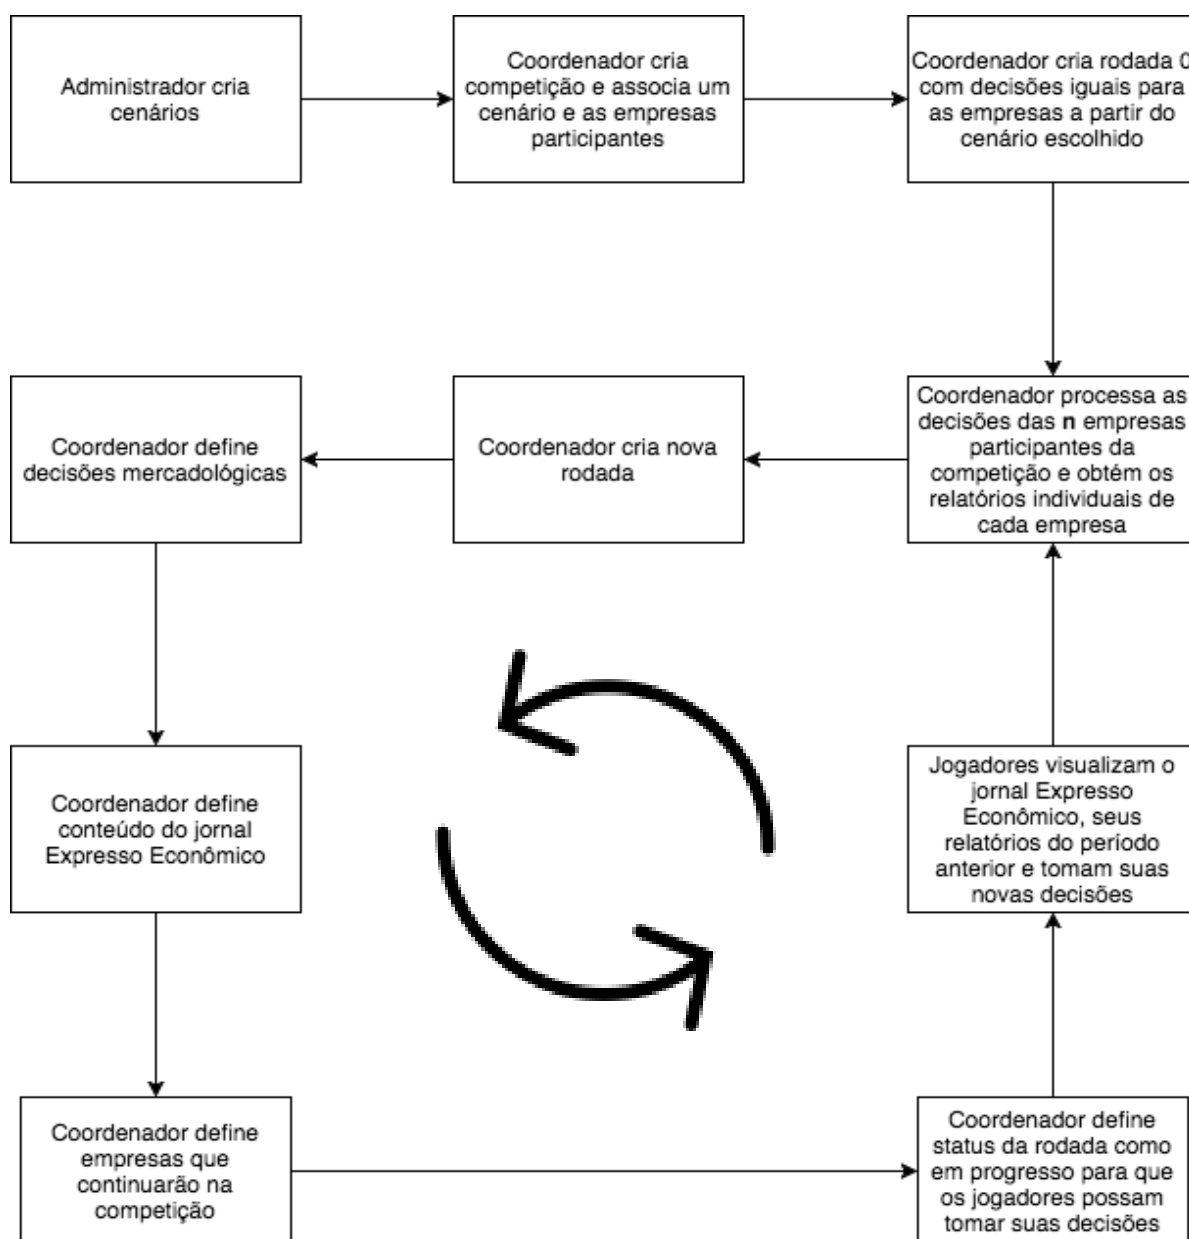 Administrador cria
cenários
Coordenador cria
competição e associa um
cenário e as empresas
participantes
Coordenador cria rodada 0
com decisões iguais para
as empresas a partir do
cenário escolhido
Coordenador define
decisões mercadológicas
Coordenador cria nova
rodada
Coordenador processa as
decisões das n empresas
participantes da
competição e obtém os
relatórios individuais de
cada empresa
Coordenador define
conteúdo do jornal
Expresso Econômico
Jogadores visualizam o
jornal Expresso
Econômico, seus
relatórios do período
anterior e tomam suas
novas decisões
Coordenador define
empresas que
continuarão na
competição
Coordenador define
status da rodada como
em progresso para que
os jogadores possam
tomar suas decisões